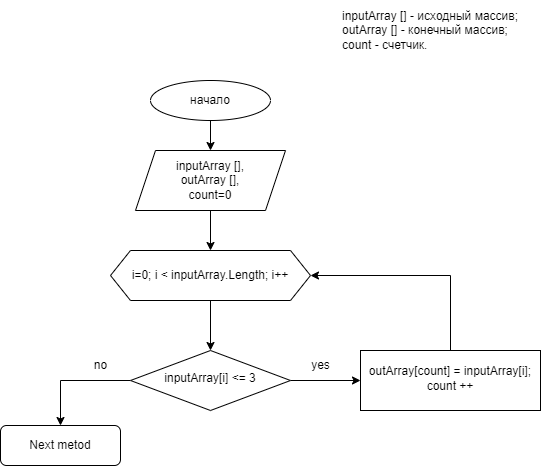 inputArray [] - исходный массив;
outArray [] - конечный массив;
count - счетчик.
начало
inputArray [],
outArray [],
count=0
i=0; i < inputArray.Length; i++
no
inputArray[i] <= 3
yes
outArray[count] = inputArray[i];
count ++
Next metod